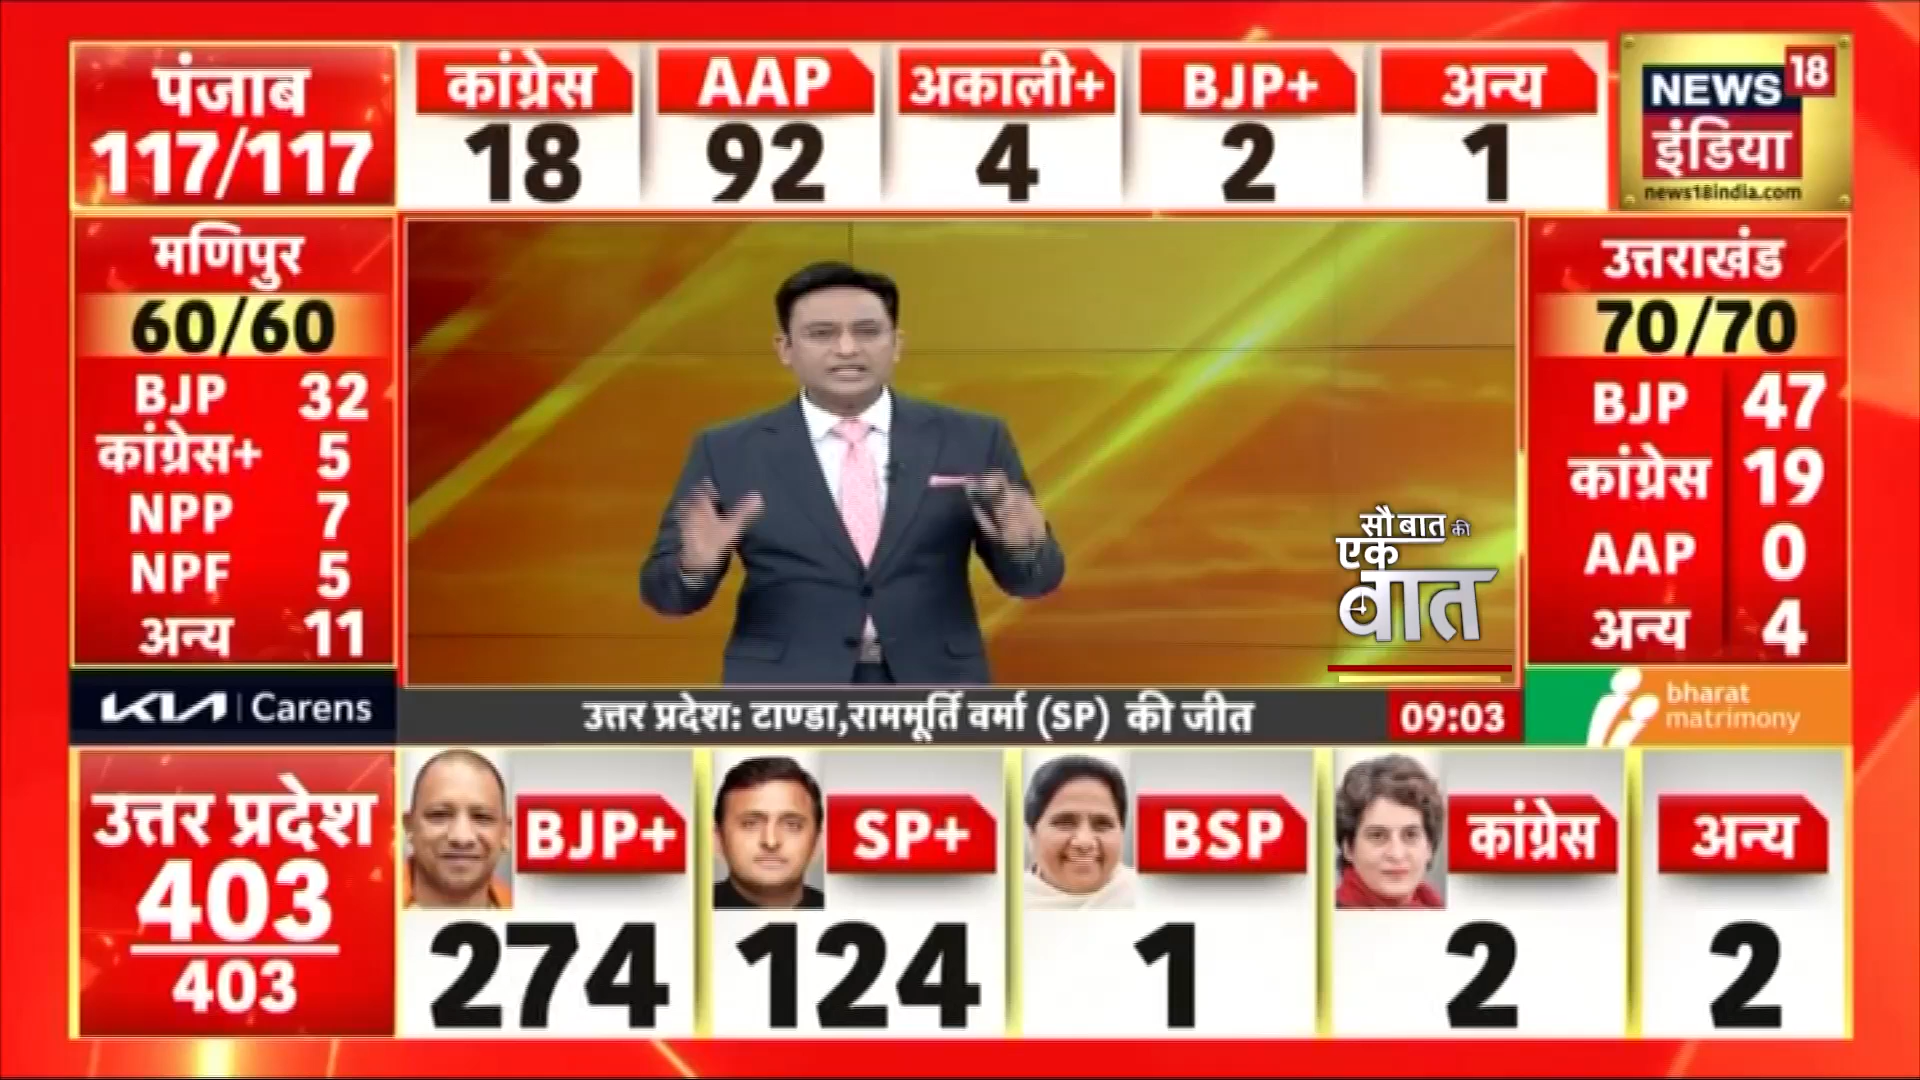 पंजाब
117/117
कांग्रेस
18
AAP
92
अकाली+
4
BJP+
2
अन्य
1
NEWS 18
इंडिया
news18india.com
मणिपुर
60/60
BJP 32
कांग्रेस+ 5
NPP 7
NPF 5
अन्य 11
सौ बात की
एक
बात
उत्तराखंड
70/70
BJP 47
कांग्रेस 19
AAP 0
अन्य 4
KIA | Carens
उत्तर प्रदेश: टाण्डा,राममूर्ति वर्मा (SP) की जीत
09:03
bharat
matrimony
उत्तर प्रदेश
403
403
BJP+
274
SP+
124
BSP
1
कांग्रेस
2
अन्य
2